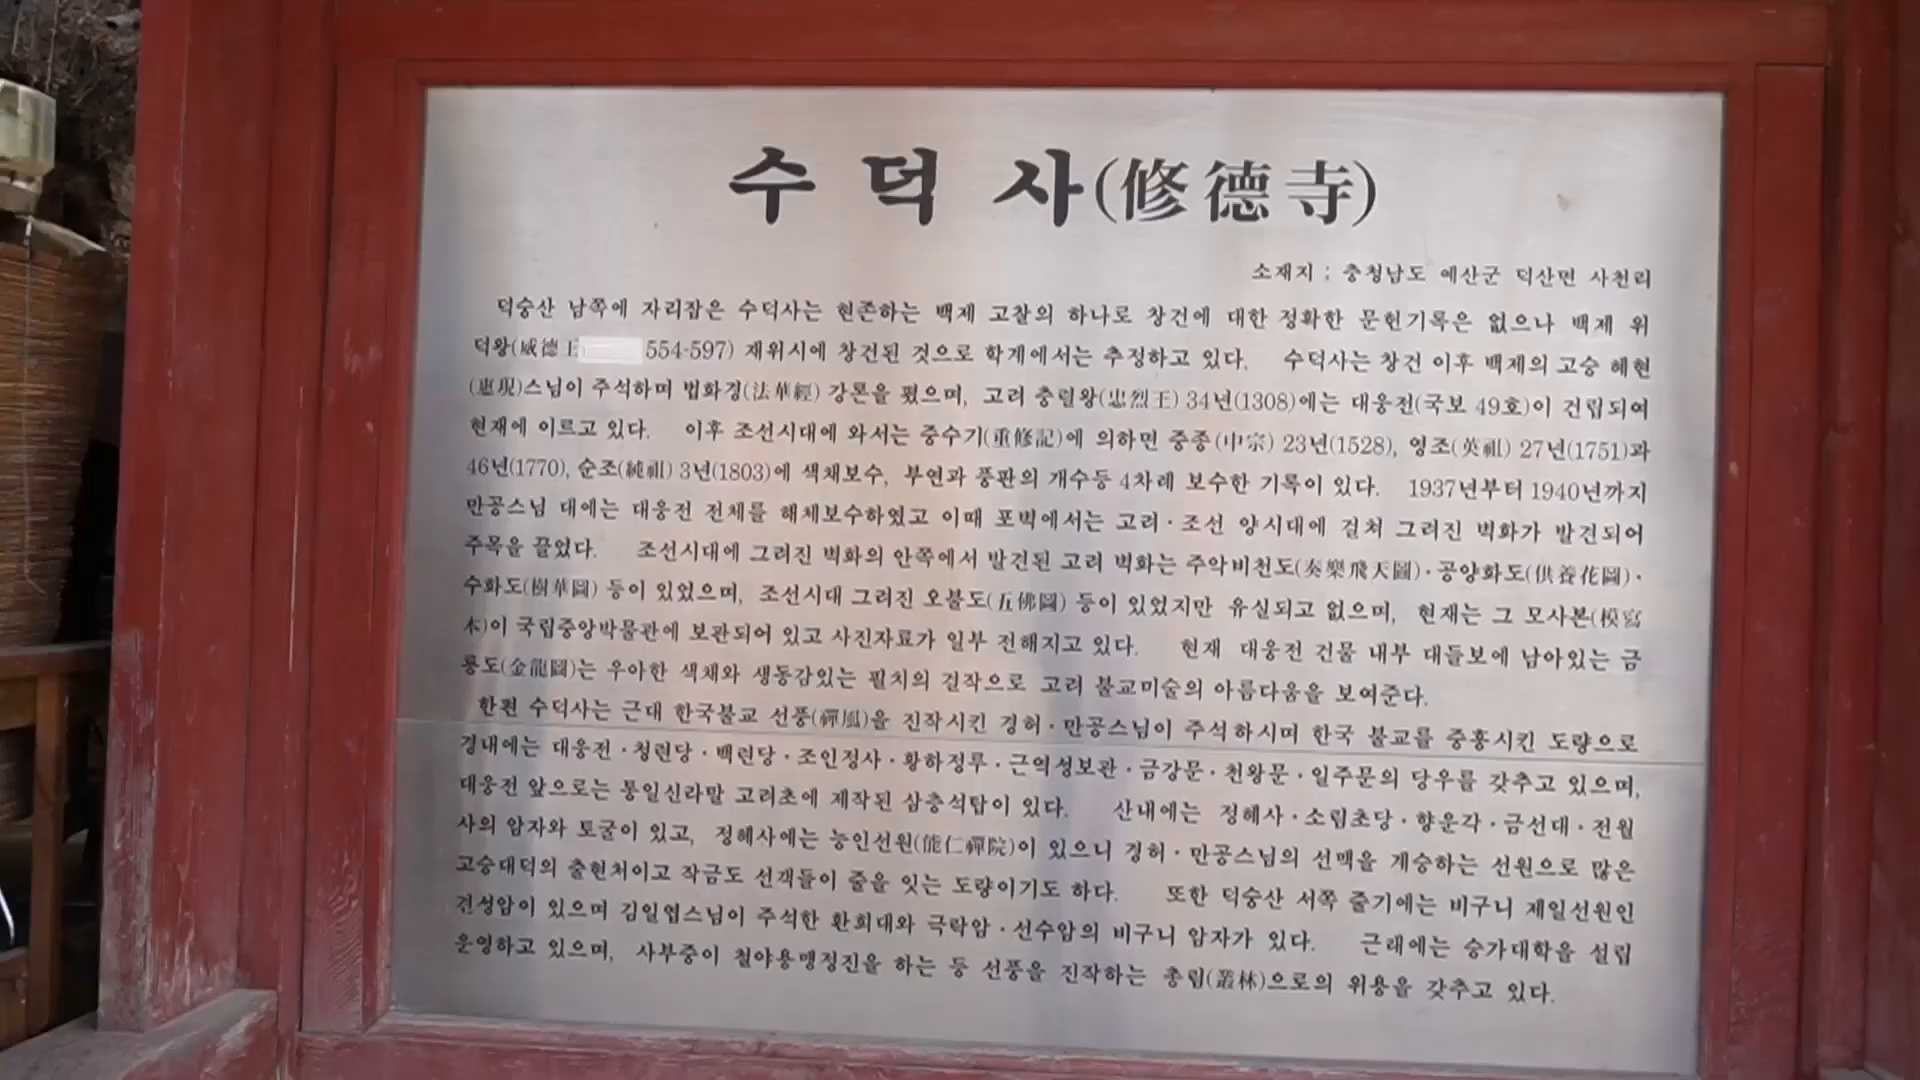 수덕사(修德寺)
소재지 : 충청남도 예산군 덕산면 사천리
덕숭산 남쪽에 자리잡은 수덕사는 현존하는 백제 고찰의 하나로 창건에 대한 정확한 문헌기록은 없으나 백제 위
덕왕(威德王 554-597) 재위시에 창건된 것으로 학계에서는 추정하고 있다. 수덕사는 창건 이후 백제의 고승 혜현
(惠現)스님이 주석하며 법화경(法華經) 강론을 폈으며, 고려 충렬왕(忠烈王) 34년(1308)에는 대웅전(국보 49호)이 건립되여
현재에 이르고 있다. 이후 조선시대에 와서는 중수기(重修記)에 의하면 중종(中宗) 23년(1528), 영조(英祖) 27년(1751)과
46년(1770), 순조(純祖) 3년(1803)에 색채보수, 부연과 풍판의 개수등 4차례 보수한 기록이 있다. 1937년부터 1940년까지
만공스님 대에는 대웅전 전체를 해체보수하였고 이때 포벽에서는 고려·조선 양시대에 걸쳐 그려진 벽화가 발견되어
주목을 끌었다. 조선시대에 그려진 벽화의 안쪽에서 발견된 고려 벽화는 주악비천도(奏樂飛天圖)·공양화도(供養花圖)·
수화도(樹華圖) 등이 있었으며, 조선시대 그려진 오불도(五佛圖) 등이 있었지만 유실되고 없으며, 현재는 그 모사본(模寫
本)이 국립중앙박물관에 보관되어 있고 사진자료가 일부 전해지고 있다. 현재 대웅전 건물 내부 대들보에 남아있는 금
룡도(金龍圖)는 우아한 색채와 생동감있는 필치의 걸작으로 고려 불교미술의 아름다움을 보여준다.
한편 수덕사는 근대 한국불교 선풍(禪風)을 진작시킨 경허·만공스님이 주석하시며 한국 불교를 중흥시킨 도량으로
경내에는 대웅전·청련당·백련당·조인정사·황하정루·근역성보관·금강문·천왕문·일주문의 당우를 갖추고 있으며,
대웅전 앞으로는 통일신라말 고려초에 제작된 삼층석탑이 있다. 산내에는 정혜사·소림초당·향운각·금선대·전월
사의 암자와 토굴이 있고, 정혜사에는 능인선원(能仁禪院)이 있으니 경허·만공스님의 선맥을 계승하는 선원으로 많은
고승대덕의 출현처이고 작금도 선객들이 줄을 잇는 도량이기도 하다. 또한 덕숭산 서쪽 줄기에는 비구니 제일선원인
견성암이 있으며 김일엽스님이 주석한 환희대와 극락암·선수암의 비구니 암자가 있다. 근래에는 승가대학을 설립
운영하고 있으며, 사부중이 철야용맹정진을 하는 등 선풍을 진작하는 총림(叢林)으로의 위용을 갖추고 있다.